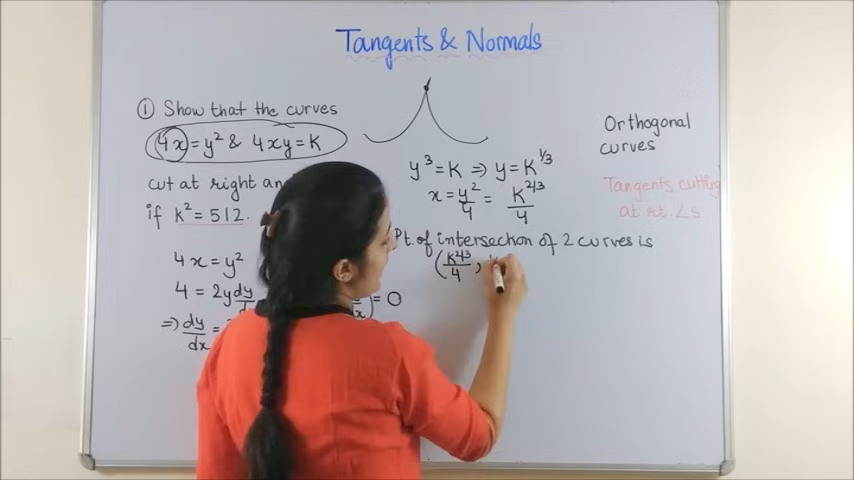 Tangents & Normals
① Show that the curves
4x = y² & 4xy = K
cut at right
if K² = 512.
4x = y²
4 = 2y dy/
⇒ dy/dx =
= 0
y³ = K ⇒ y = K^1/3
x = y²/4 = K^2/3/4
Pt. of intersection of 2 curves is
(K^2/3/4,
Orthogonal
curves
Tangents cutting
at rt. ∠s